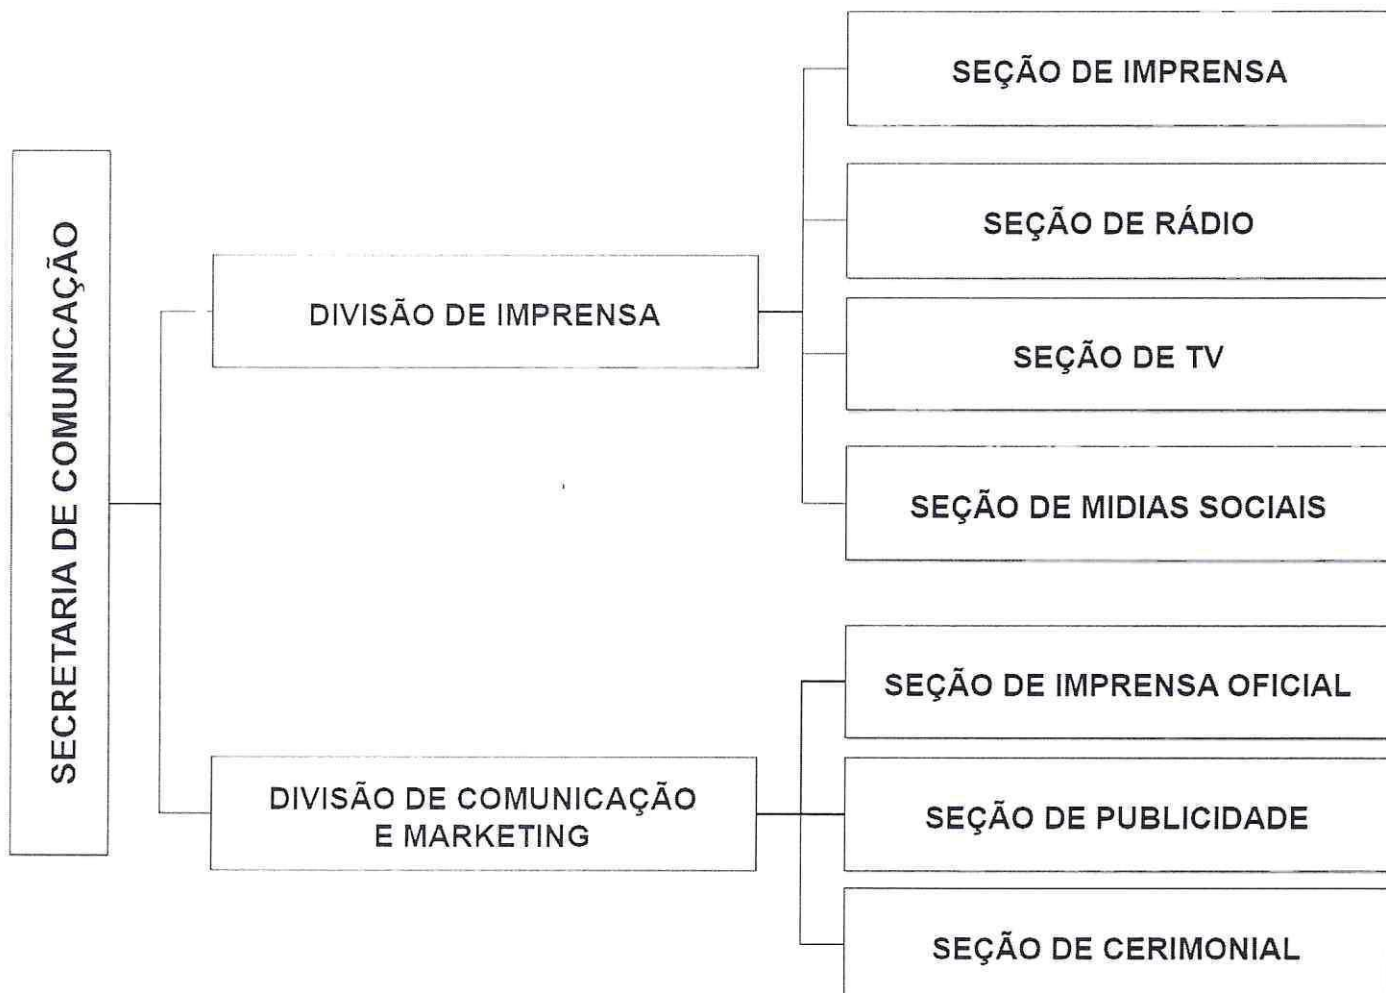 SECRETARIA DE COMUNICAÇÃO
DIVISÃO DE IMPRENSA
SEÇÃO DE IMPRENSA
SEÇÃO DE RÁDIO
SEÇÃO DE TV
SEÇÃO DE MIDIAS SOCIAIS
DIVISÃO DE COMUNICAÇÃO
E MARKETING
SEÇÃO DE IMPRENSA OFICIAL
SEÇÃO DE PUBLICIDADE
SEÇÃO DE CERIMONIAL